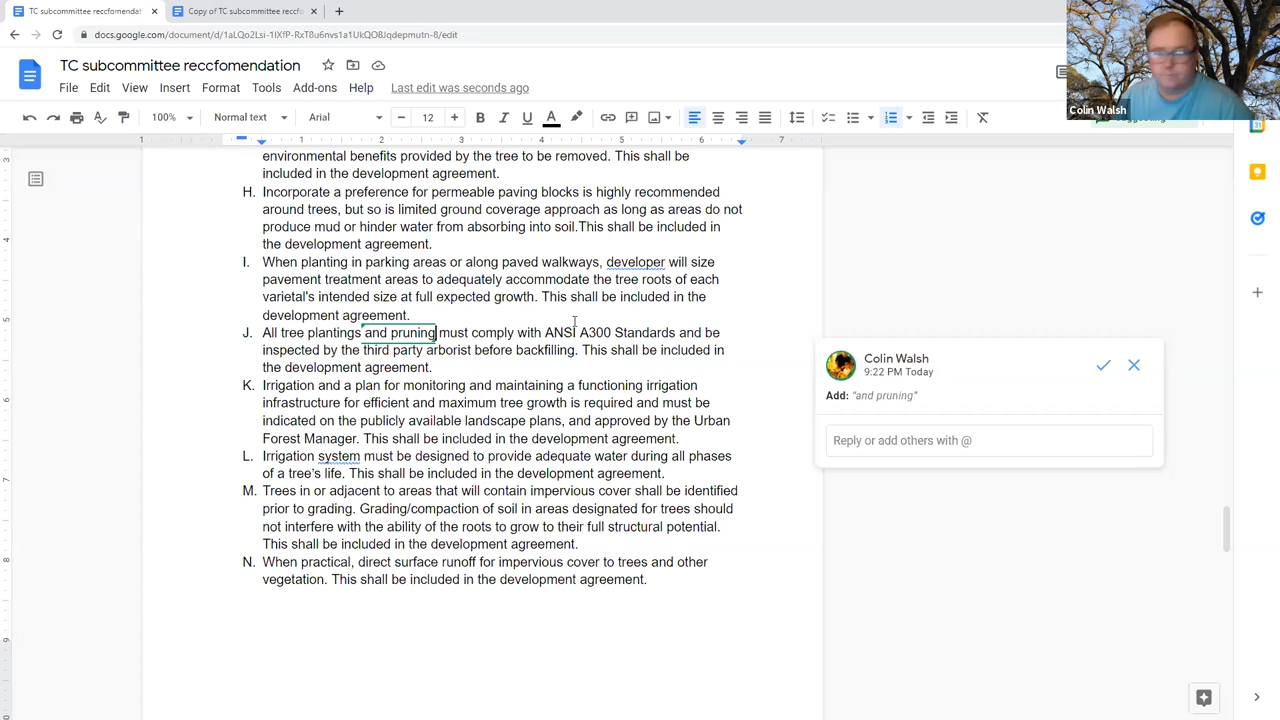 TC subcommittee reccfomendat
Copy of TC subcommittee reccfo
docs.google.com/document/d/1aLQo2Lsi-1IXfP-RxT8u6nvs1a1UkQO8Jqdepmutn-8/edit
TC subcommittee reccfomendation
File Edit View Insert Format Tools Add-ons Help Last edit was seconds ago
100% Normal text Arial 12
Colin Walsh
1 1 2 3 4 5 6 7
environmental benefits provided by the tree to be removed. This shall be
included in the development agreement.
H. Incorporate a preference for permeable paving blocks is highly recommended
around trees, but so is limited ground coverage approach as long as areas do not
produce mud or hinder water from absorbing into soil.This shall be included in
the development agreement.
I. When planting in parking areas or along paved walkways, developer will size
pavement treatment areas to adequately accommodate the tree roots of each
varietal's intended size at full expected growth. This shall be included in the
development agreement.
J. All tree plantings and pruning must comply with ANSI A300 Standards and be
inspected by the third party arborist before backfilling. This shall be included in
the development agreement.
K. Irrigation and a plan for monitoring and maintaining a functioning irrigation
infrastructure for efficient and maximum tree growth is required and must be
indicated on the publicly available landscape plans, and approved by the Urban
Forest Manager. This shall be included in the development agreement.
L. Irrigation system must be designed to provide adequate water during all phases
of a tree's life. This shall be included in the development agreement.
M. Trees in or adjacent to areas that will contain impervious cover shall be identified
prior to grading. Grading/compaction of soil in areas designated for trees should
not interfere with the ability of the roots to grow to their full structural potential.
This shall be included in the development agreement.
N. When practical, direct surface runoff for impervious cover to trees and other
vegetation. This shall be included in the development agreement.
Colin Walsh
9:22 PM Today
Add: "and pruning"
Reply or add others with @